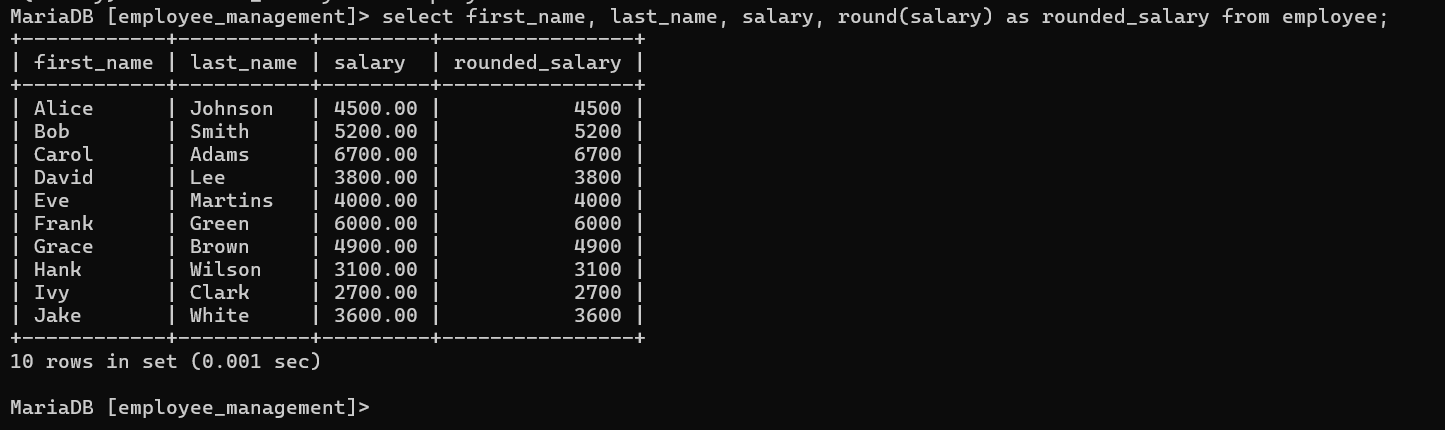 MariaDB [employee_management]> select first_name, last_name, salary, round(salary) as rounded_salary from employee;
+------------+-----------+---------+----------------+
| first_name | last_name | salary  | rounded_salary |
+------------+-----------+---------+----------------+
| Alice      | Johnson   | 4500.00 |           4500 |
| Bob        | Smith     | 5200.00 |           5200 |
| Carol      | Adams     | 6700.00 |           6700 |
| David      | Lee       | 3800.00 |           3800 |
| Eve        | Martins   | 4000.00 |           4000 |
| Frank      | Green     | 6000.00 |           6000 |
| Grace      | Brown     | 4900.00 |           4900 |
| Hank       | Wilson    | 3100.00 |           3100 |
| Ivy        | Clark     | 2700.00 |           2700 |
| Jake       | White     | 3600.00 |           3600 |
+------------+-----------+---------+----------------+
10 rows in set (0.001 sec)
MariaDB [employee_management]>